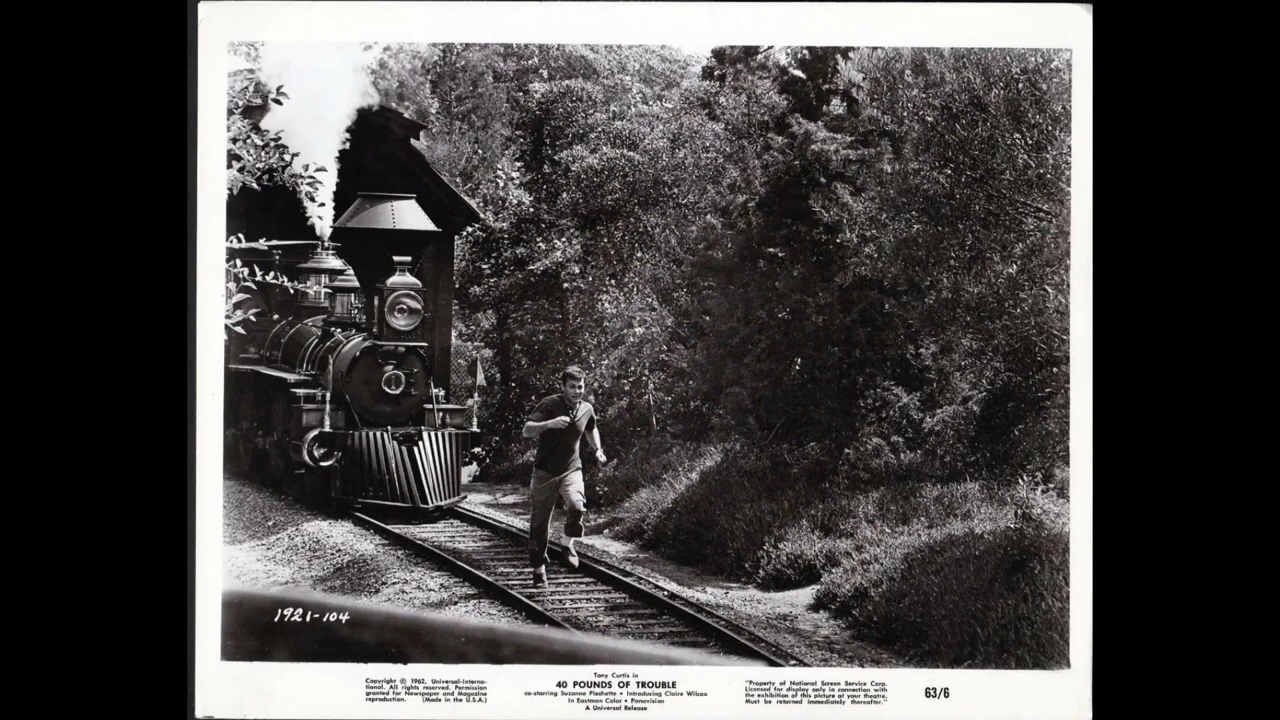 1921-104
Copyright © 1962, Universal-Interna-
tional. All rights reserved. Permission
granted for Newspaper and Magazine
reproduction. (Made in the U.S.A.)
Tony Curtis in
40 POUNDS OF TROUBLE
co-starring Suzanne Pleshette • Introducing Claire Wilcox
In Eastman Color • Panavision
A Universal Release
"Property of National Screen Service Corp.
Licensed for display only in connection with
the exhibition of this picture at your theatre.
Must be returned immediately thereafter."
63/6